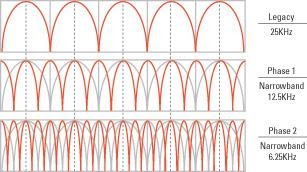 Legacy
25KHz
Phase 1
Narrowband
12.5KHz
Phase 2
Narrowband
6.25KHz